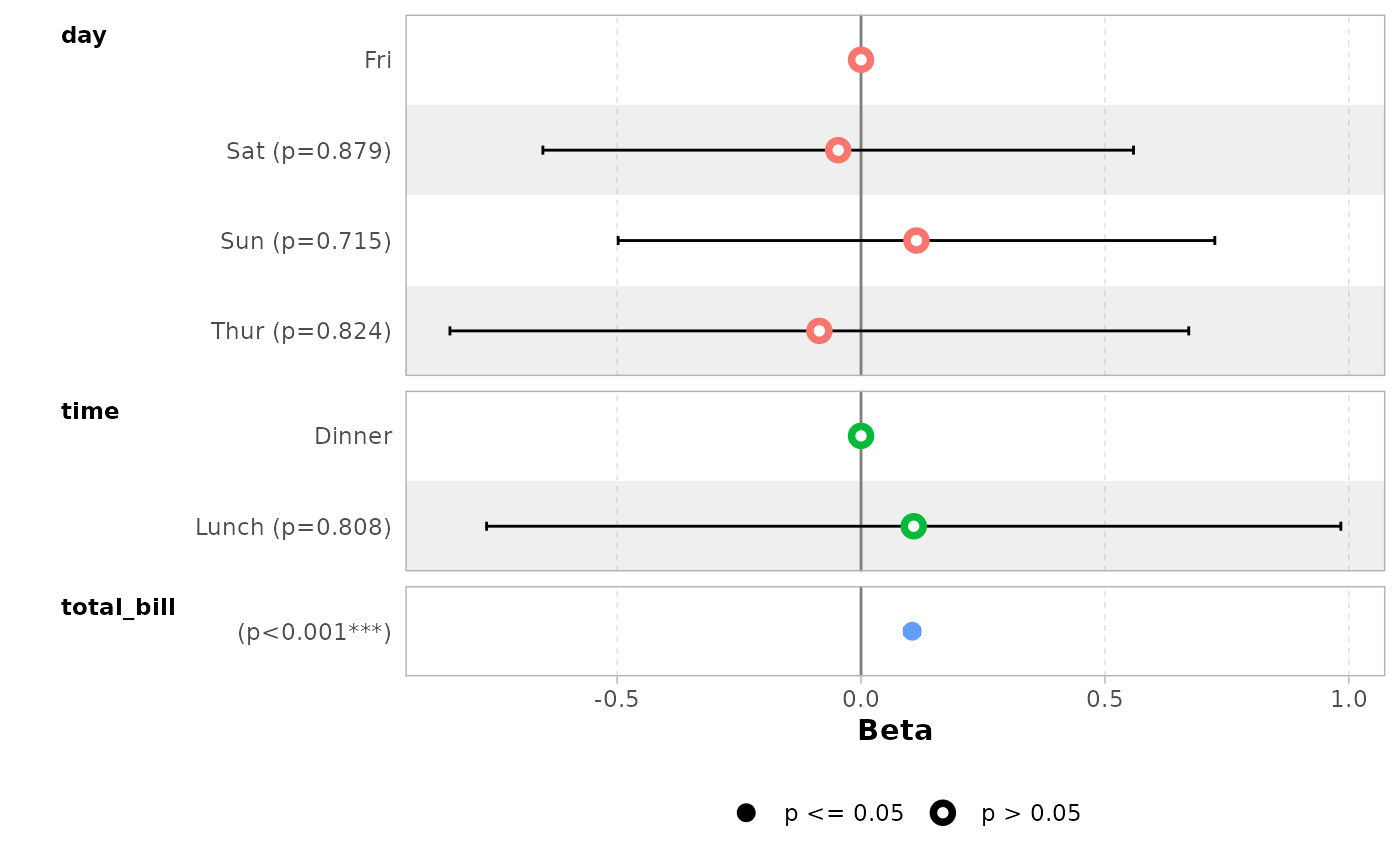 day
Fri
Sat (p=0.879)
Sun (p=0.715)
Thur (p=0.824)
time
Dinner
Lunch (p=0.808)
total_bill
(p<0.001***)
-0.5 0.0 0.5 1.0
Beta
p <= 0.05 p > 0.05